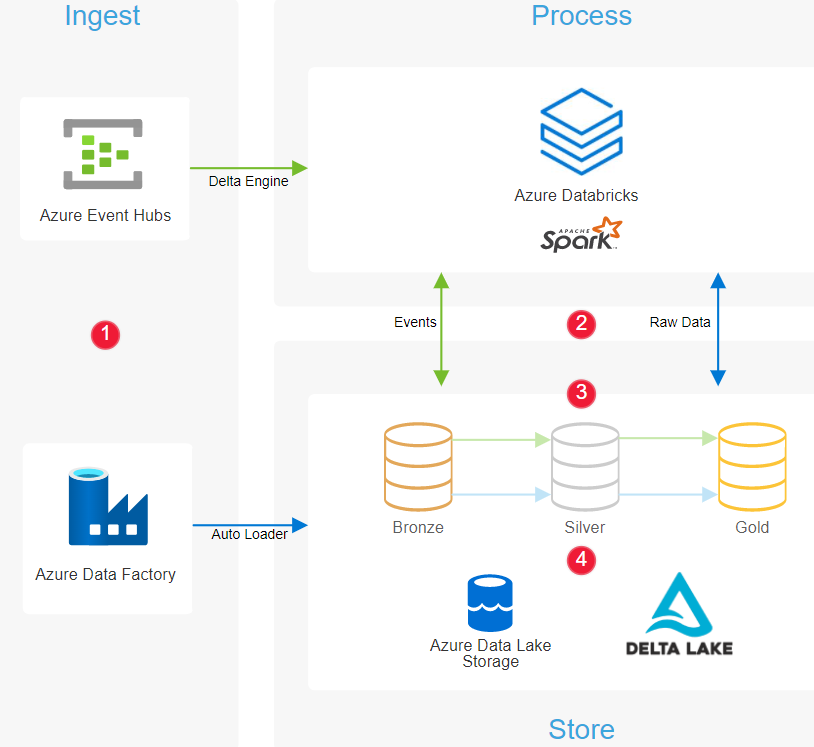 Ingest
Process
Azure Event Hubs
Delta Engine
Azure Databricks
APACHE
Spark
Events
Raw Data
1
2
3
Bronze
Silver
Gold
Auto Loader
Azure Data Factory
4
Azure Data Lake
Storage
DELTA LAKE
Store